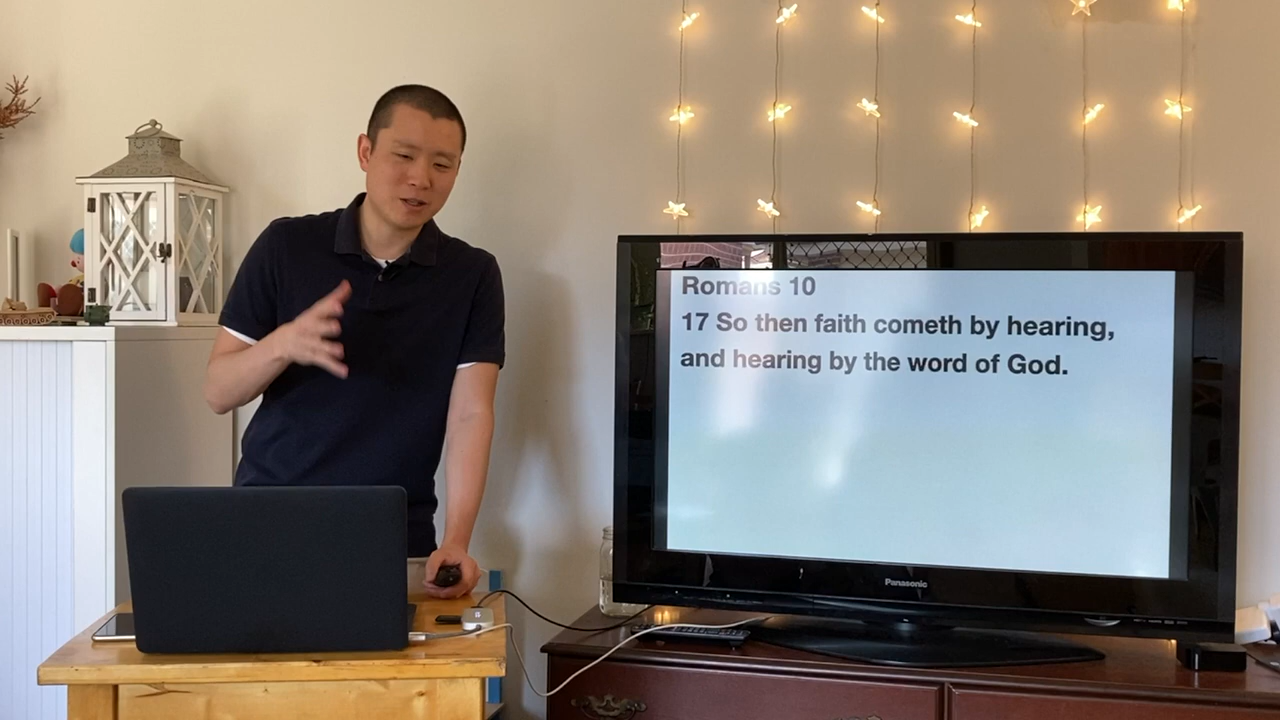 Romans 10
17 So then faith cometh by hearing,
and hearing by the word of God.
Panasonic